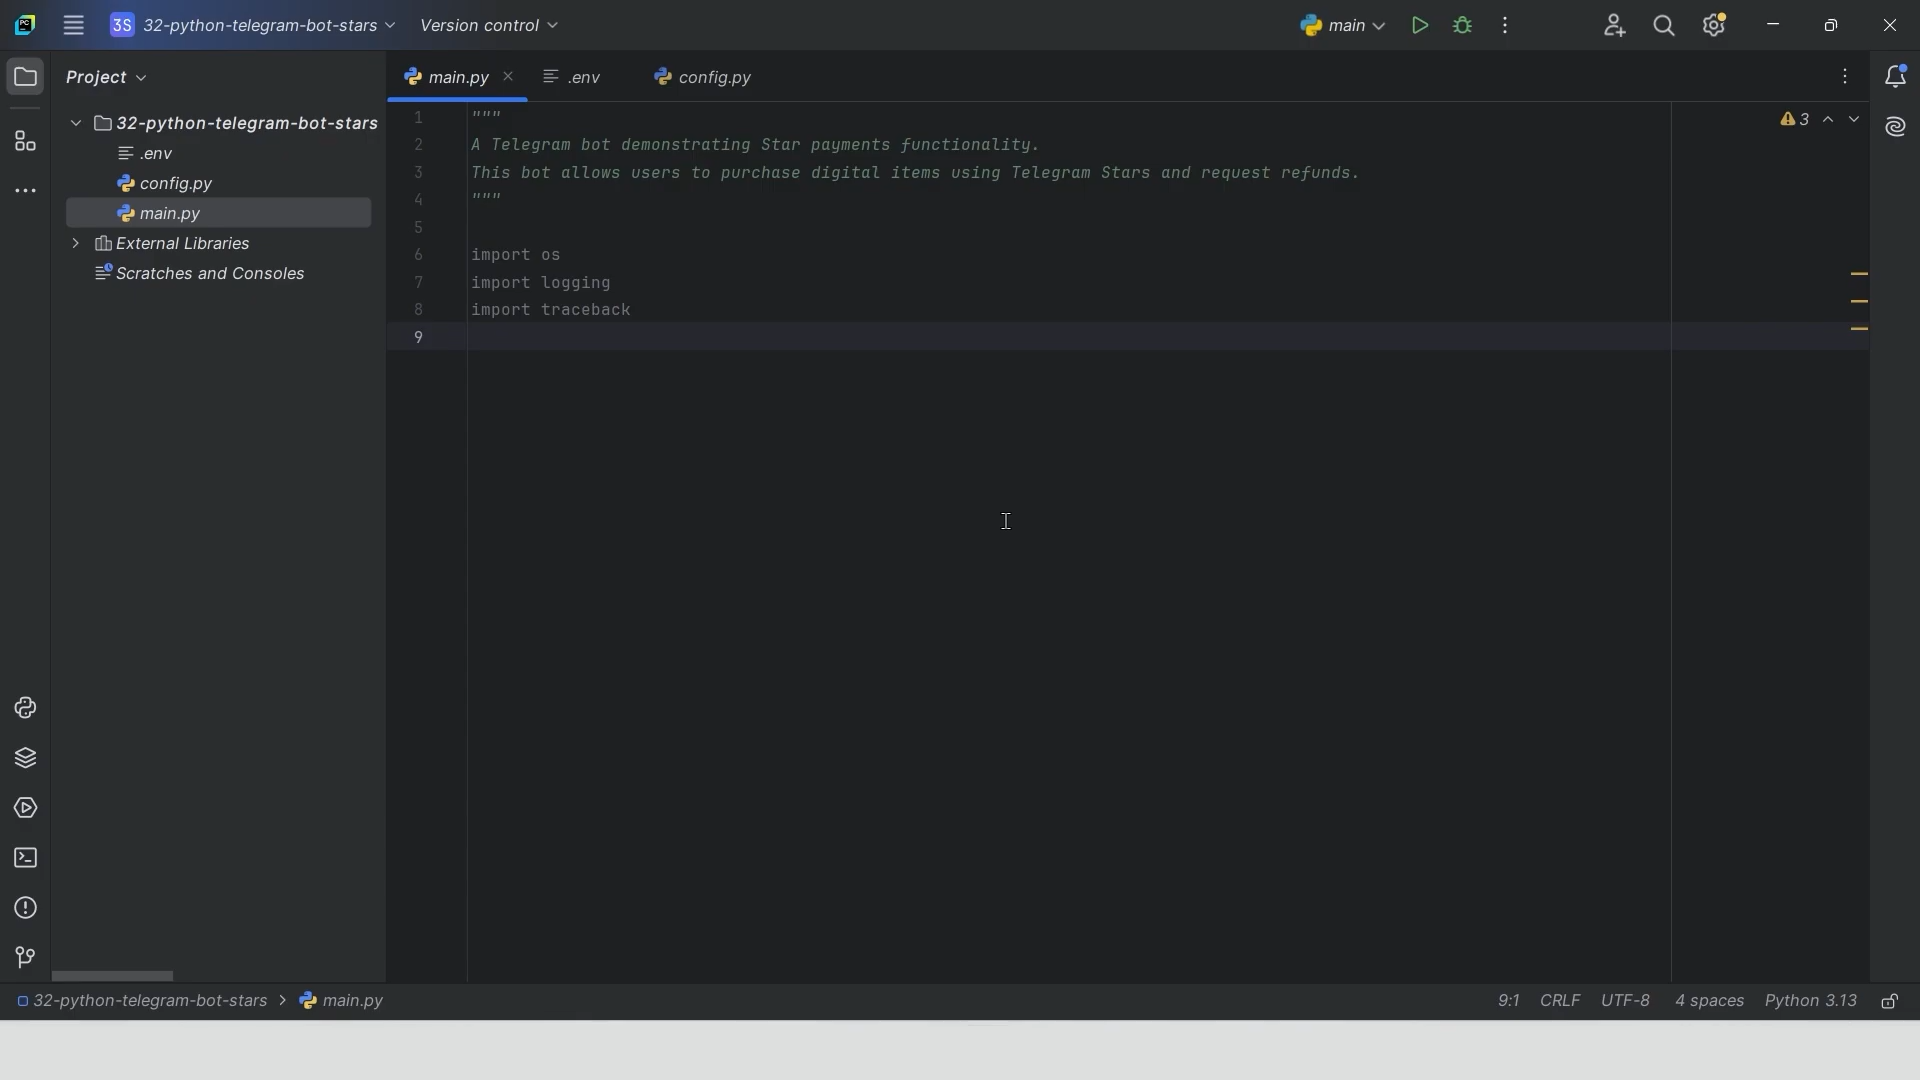 PC
3S 32-python-telegram-bot-stars Version control main
Project
main.py .env config.py
32-python-telegram-bot-stars
.env
config.py
main.py
External Libraries
Scratches and Consoles
3
1 """
2 A Telegram bot demonstrating Star payments functionality.
3 This bot allows users to purchase digital items using Telegram Stars and request refunds.
4 """
5
6 import os
7 import logging
8 import traceback
9
32-python-telegram-bot-stars > main.py 9:1 CRLF UTF-8 4 spaces Python 3.13